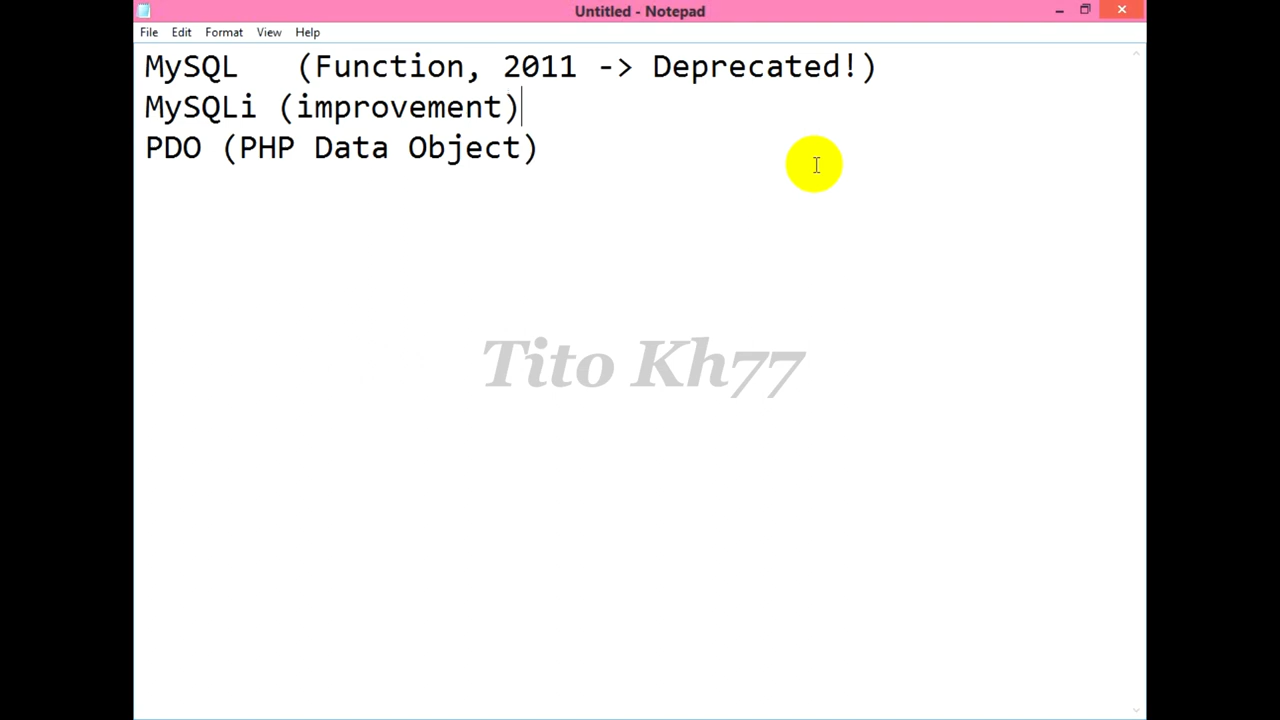 Untitled - Notepad
File Edit Format View Help
MySQL   (Function, 2011 -> Deprecated!)
MySQLi (improvement)
PDO (PHP Data Object)
Tito Kh77